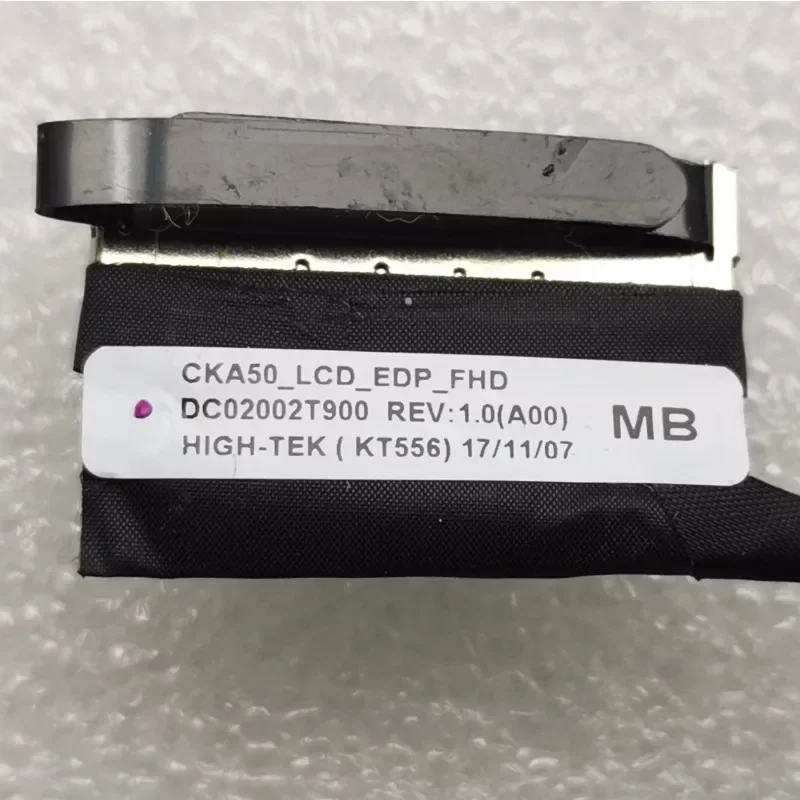 CKA50_LCD_EDP_FHD
DC02002T900 REV:1.0(A00)
HIGH-TEK ( KT556) 17/11/07
MB